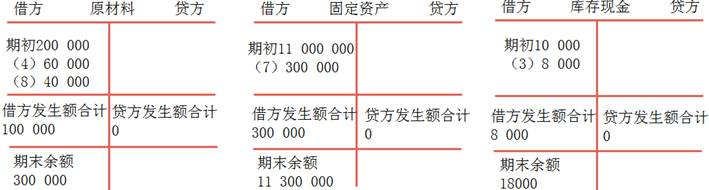 借方 原材料 贷方
期初200 000
（4）60 000
（8）40 000
借方发生额合计 贷方发生额合计
100 000 0
期末余额
300 000
借方 固定资产 贷方
期初11 000 000
（7）300 000
借方发生额合计 贷方发生额合计
300 000 0
期末余额
11 300 000
借方 库存现金 贷方
期初10 000
（3）8 000
借方发生额合计 贷方发生额合计
8 000 0
期末余额
18000